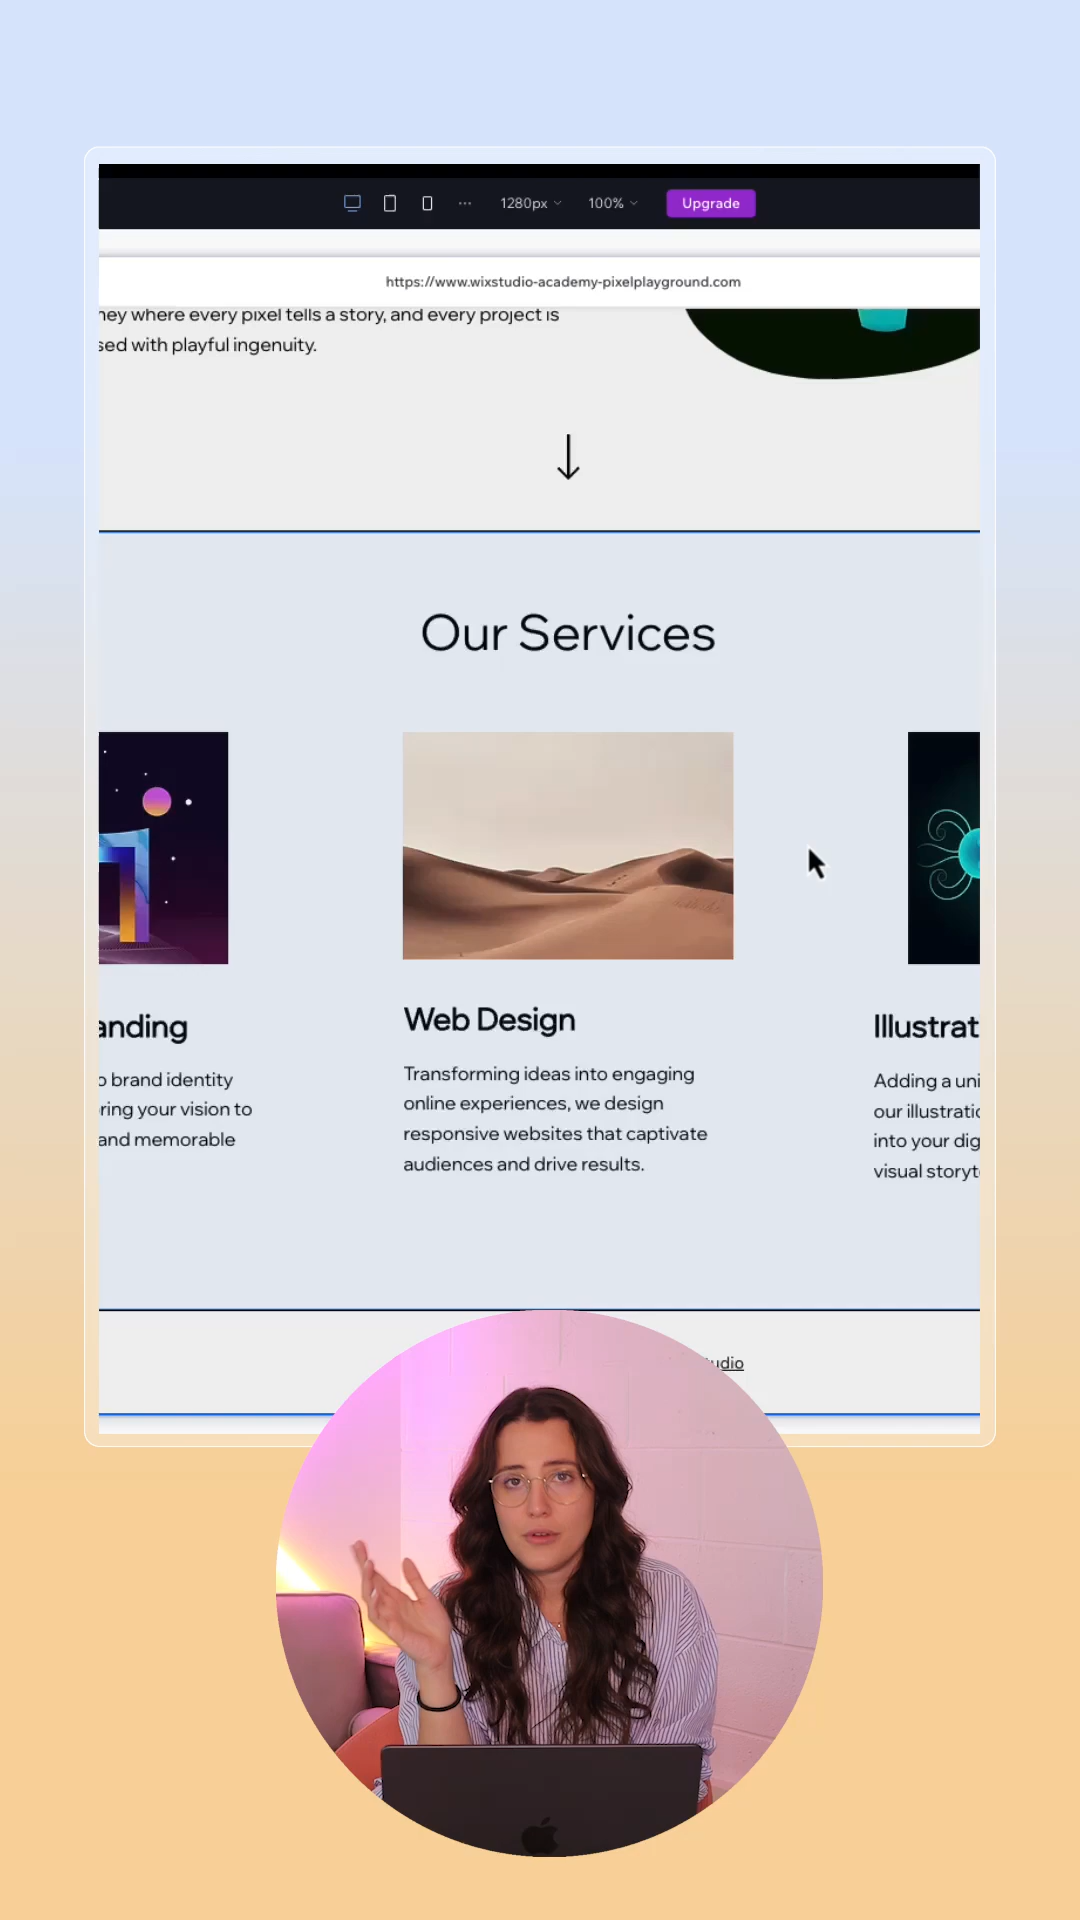 1280px
100%
Upgrade
https://www.wixstudio-academy-pixelplayground.com
ney where every pixel tells a story, and every project is
sed with playful ingenuity.
Our Services
anding
o brand identity
ring your vision to
and memorable
Web Design
Transforming ideas into engaging
online experiences, we design
responsive websites that captivate
audiences and drive results.
Illustrat
Adding a uni
our illustratio
into your dig
visual storyt
udio